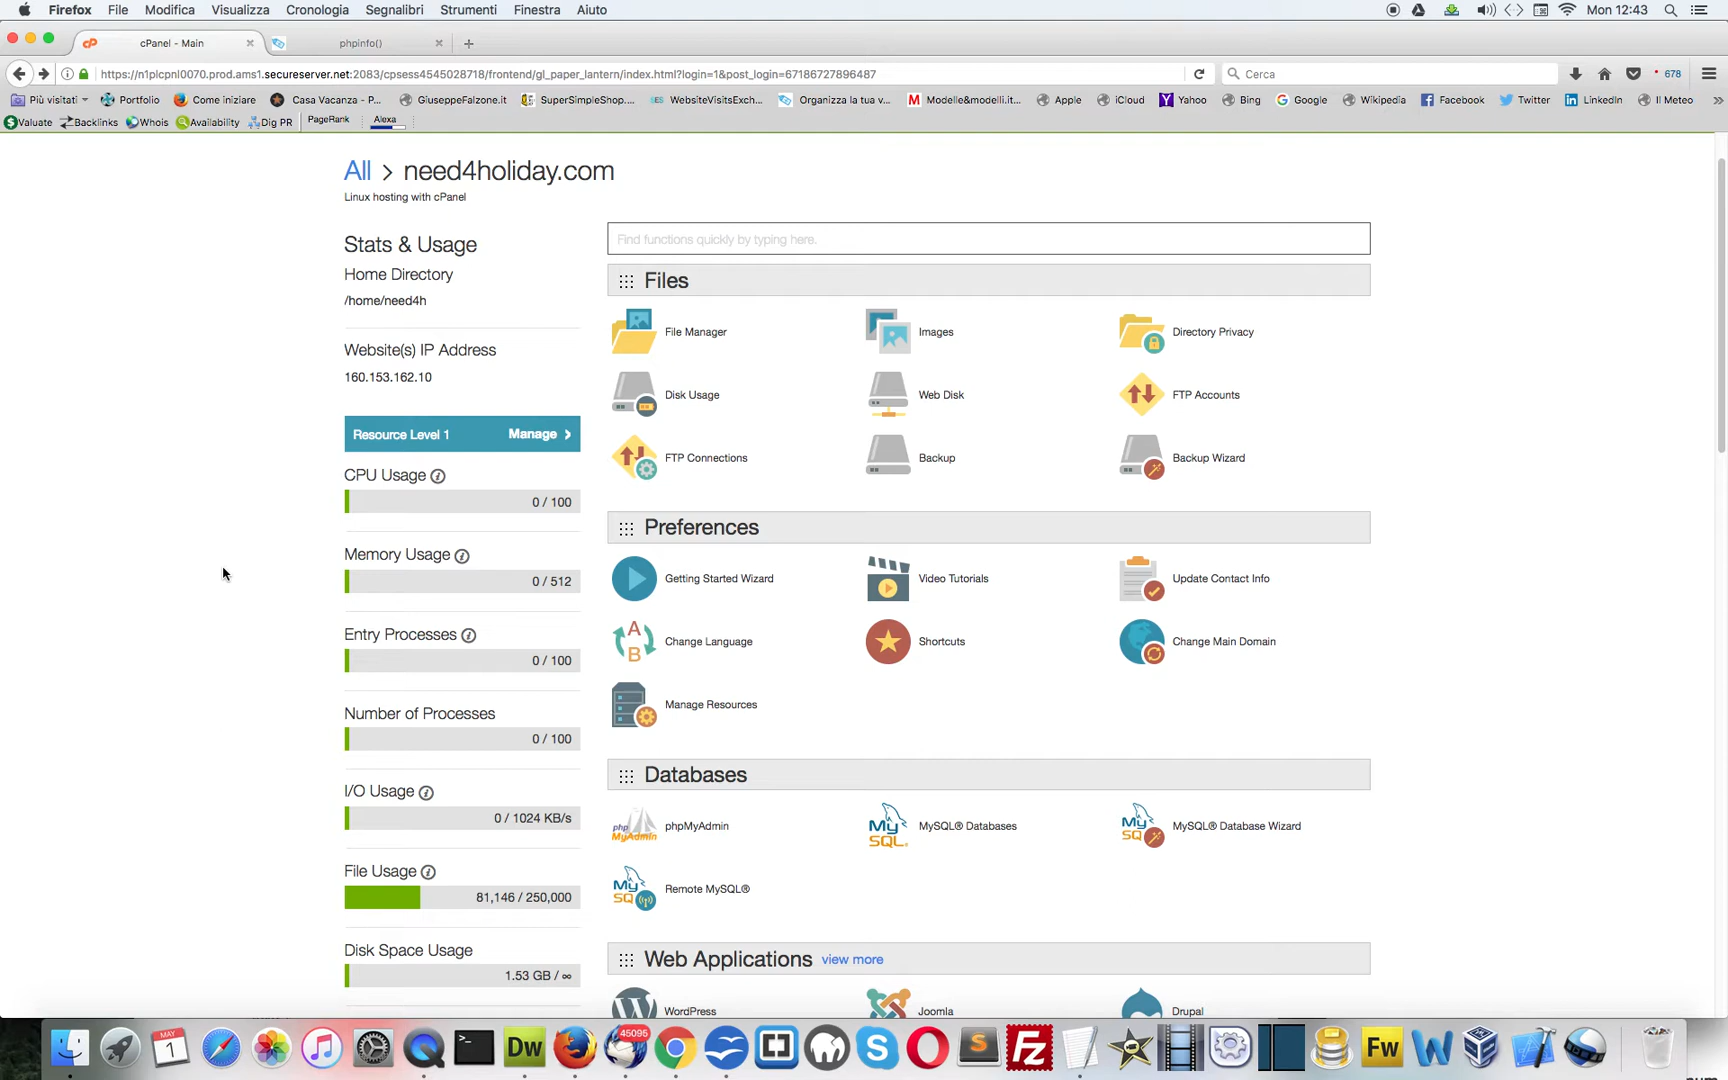 Firefox File Modifica Visualizza Cronologia Segnalibri Strumenti Finestra Aiuto Mon 12:43
cPanel - Main phpinfo()
https://n1plcpnl0070.prod.ams1.secureserver.net:2083/cpsess4545028718/frontend/gl_paper_lantern/index.html?login=1&post_login=67186727896487 Cerca 678
Più visitati Portfolio Come iniziare Casa Vacanza - P... GiuseppeFalzone.it SuperSimpleShop.... WebsiteVisitsExch... Organizza la tua v... Modelle&modelli.it... Apple iCloud Yahoo Bing Google Wikipedia Facebook Twitter LinkedIn Il Meteo
Valuate Backlinks Whois Availability Dig PR PageRank Alexa
All > need4holiday.com
Linux hosting with cPanel
Stats & Usage
Home Directory
/home/need4h
Website(s) IP Address
160.153.162.10
Resource Level 1 Manage >
CPU Usage
0 / 100
Memory Usage
0 / 512
Entry Processes
0 / 100
Number of Processes
0 / 100
I/O Usage
0 / 1024 KB/s
File Usage
81,146 / 250,000
Disk Space Usage
1.53 GB / ∞
Find functions quickly by typing here.
Files
File Manager Images Directory Privacy
Disk Usage Web Disk FTP Accounts
FTP Connections Backup Backup Wizard
Preferences
Getting Started Wizard Video Tutorials Update Contact Info
Change Language Shortcuts Change Main Domain
Manage Resources
Databases
phpMyAdmin MySQL® Databases MySQL® Database Wizard
Remote MySQL®
Web Applications view more
WordPress Joomla Drupal
MAY
1
45095
Dw
Fz
Fw